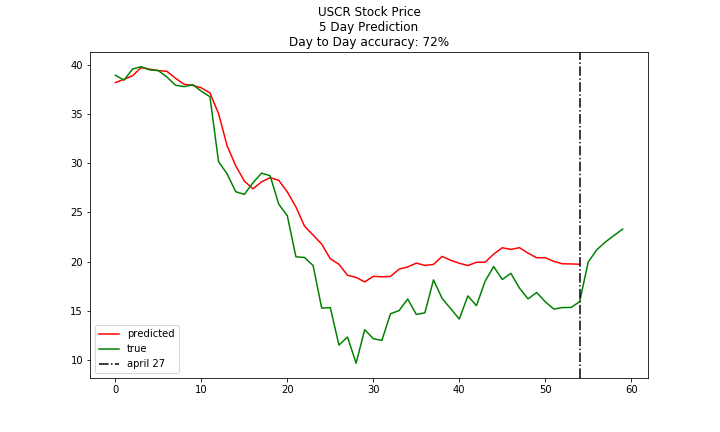 USCR Stock Price
5 Day Prediction
Day to Day accuracy: 72%
40
35
30
25
20
15
10
predicted
true
april 27
0 10 20 30 40 50 60